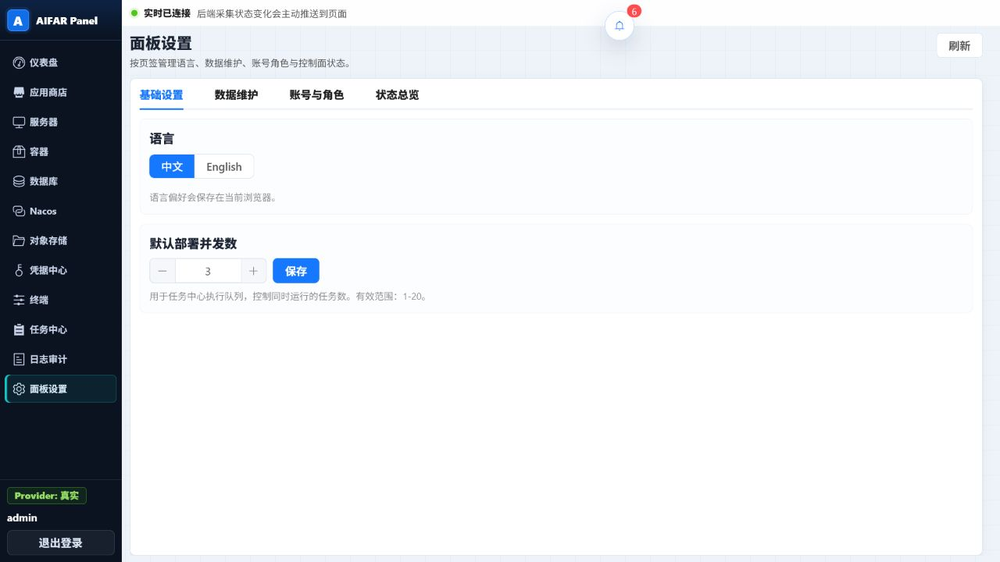 A AIFAR Panel
仪表盘
应用商店
服务器
容器
数据库
Nacos
对象存储
凭据中心
终端
任务中心
日志审计
面板设置
Provider: 真实
admin
退出登录
实时已连接 后端采集状态变化会主动推送到页面
6
面板设置
按页签管理语言、数据维护、账号角色与控制面状态。
刷新
基础设置 数据维护 账号与角色 状态总览
语言
中文 English
语言偏好会保存在当前浏览器。
默认部署并发数
3 保存
用于任务中心执行队列，控制同时运行的任务数。有效范围：1-20。